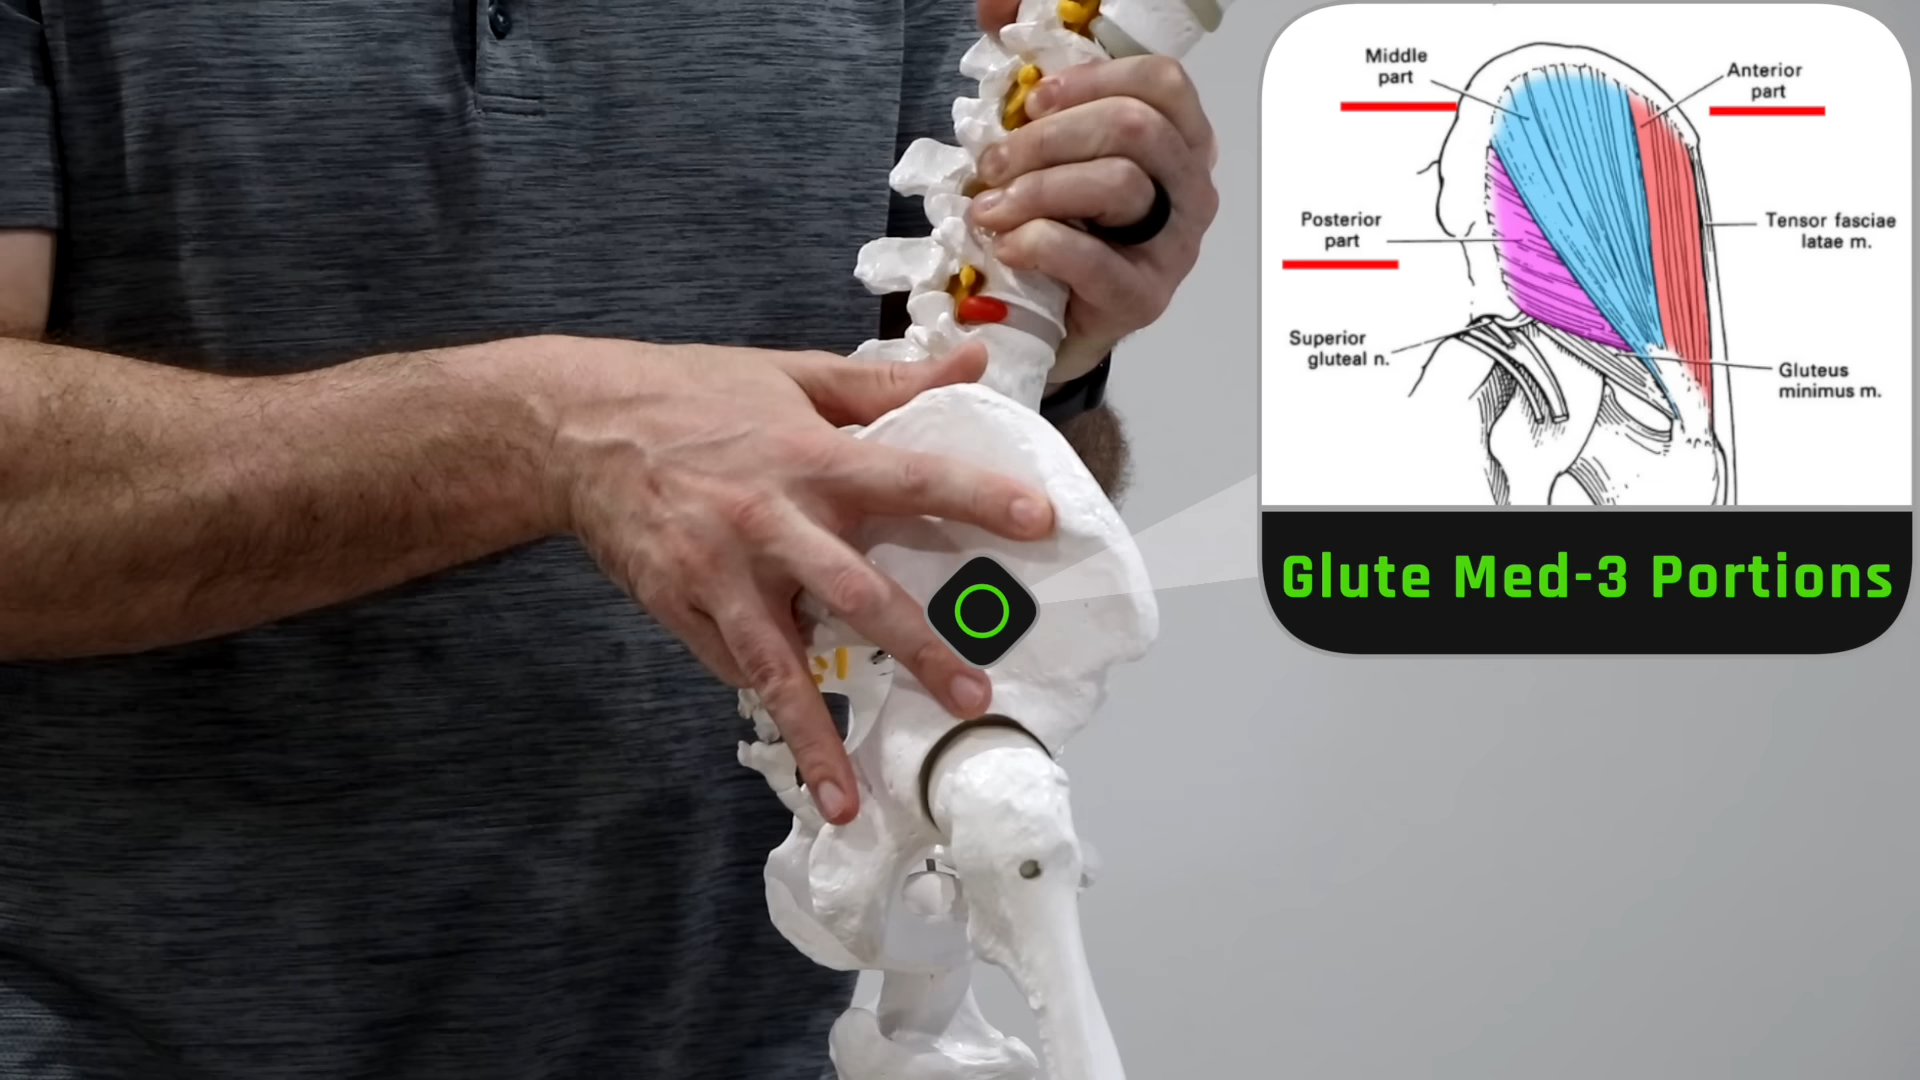 Middle
part
Anterior
part
Posterior
part
Tensor fasciae
latae m.
Superior
gluteal n.
Gluteus
minimus m.
Glute Med-3 Portions